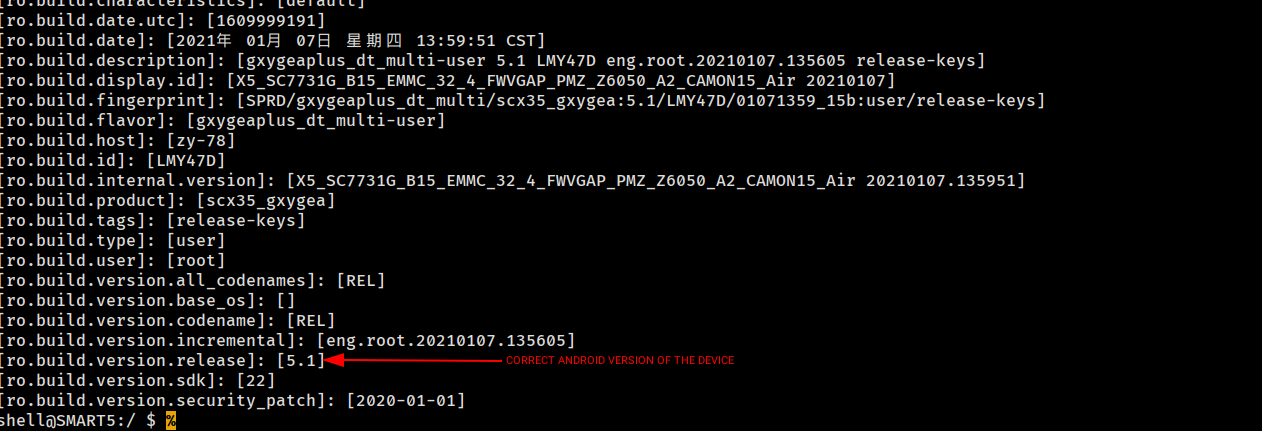 [ro.build.characteristics]: [default]
[ro.build.date.utc]: [1609999191]
[ro.build.date]: [2021年 01月 07日 星期四 13:59:51 CST]
[ro.build.description]: [gxygeaplus_dt_multi-user 5.1 LMY47D eng.root.20210107.135605 release-keys]
[ro.build.display.id]: [X5_SC7731G_B15_EMMC_32_4_FWVGAP_PMZ_Z6050_A2_CAMON15_Air 20210107]
[ro.build.fingerprint]: [SPRD/gxygeaplus_dt_multi/scx35_gxygea:5.1/LMY47D/01071359_15b:user/release-keys]
[ro.build.flavor]: [gxygeaplus_dt_multi-user]
[ro.build.host]: [zy-78]
[ro.build.id]: [LMY47D]
[ro.build.internal.version]: [X5_SC7731G_B15_EMMC_32_4_FWVGAP_PMZ_Z6050_A2_CAMON15_Air 20210107.135951]
[ro.build.product]: [scx35_gxygea]
[ro.build.tags]: [release-keys]
[ro.build.type]: [user]
[ro.build.user]: [root]
[ro.build.version.all_codenames]: [REL]
[ro.build.version.base_os]: []
[ro.build.version.codename]: [REL]
[ro.build.version.incremental]: [eng.root.20210107.135605]
[ro.build.version.release]: [5.1] CORRECT ANDROID VERSION OF THE DEVICE
[ro.build.version.sdk]: [22]
[ro.build.version.security_patch]: [2020-01-01]
shell@SMART5:/ $ %